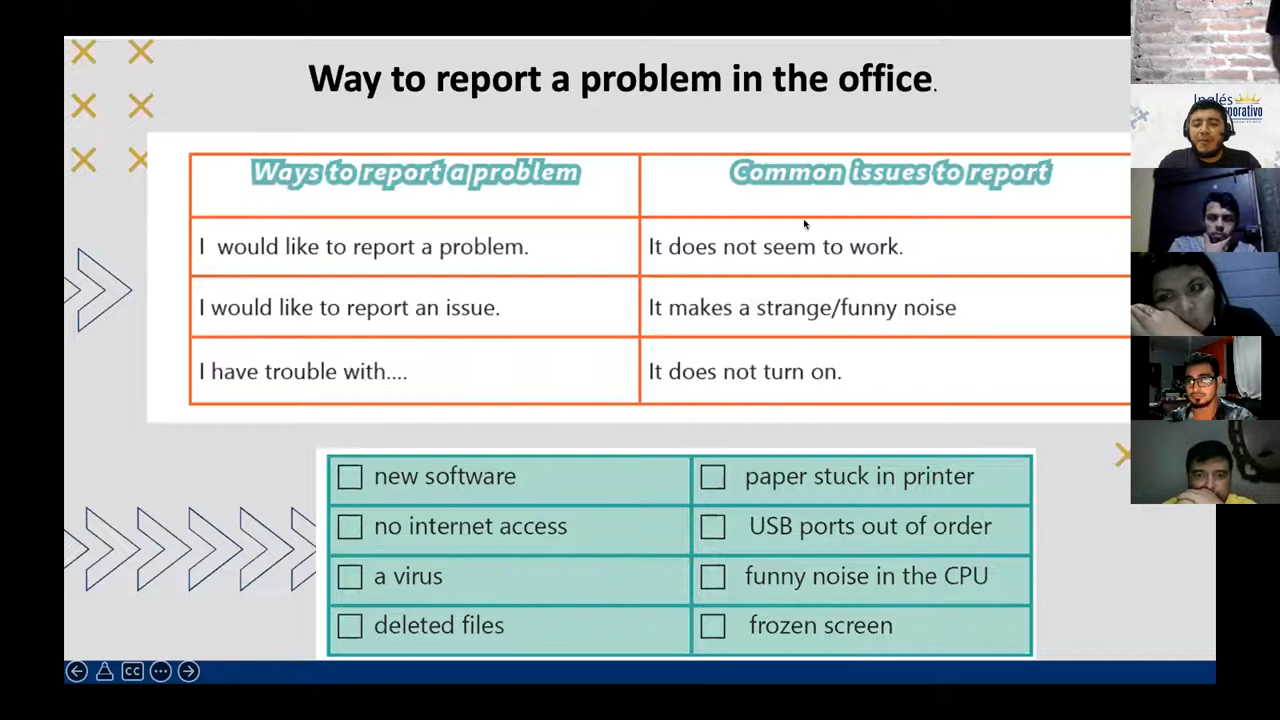 Way to report a problem in the office.
Inglés
Ways to report a problem
Common issues to report
I would like to report a problem.
It does not seem to work.
I would like to report an issue.
It makes a strange/funny noise
I have trouble with....
It does not turn on.
new software
paper stuck in printer
no internet access
USB ports out of order
a virus
funny noise in the CPU
deleted files
frozen screen
CC